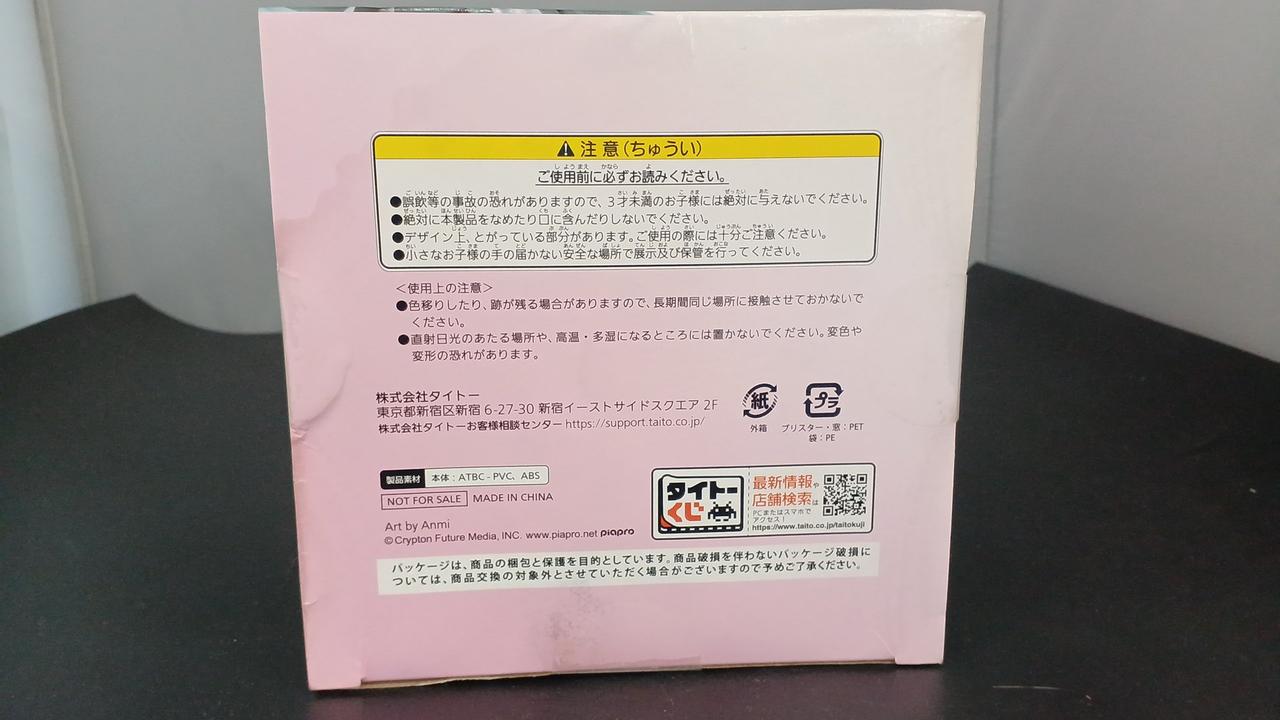 注意(ちゅうい)
ご使用前に必ずお読みください。
●誤飲等の事故の恐れがありますので、3才未満のお子様には絶対に与えないでください。
●絶対に本製品をなめたり口に含んだりしないでください。
●デザイン上、とがっている部分があります。ご使用の際には十分ご注意ください。
●小さなお子様の手の届かない安全な場所で展示及び保管を行ってください。
<使用上の注意>
●色移りしたり、跡が残る場合がありますので、長期間同じ場所に接触させておかないで
ください。
●直射日光のあたる場所や、高温・多湿になるところには置かないでください。変色や
変形の恐れがあります。
株式会社タイトー
東京都新宿区新宿 6-27-30 新宿イーストサイドスクエア 2F
株式会社タイトーお客様相談センター https://support.taito.co.jp/
紙
外箱
プラ
ブリスター・窓:PET
袋:PE
製品素材 本体:ATBC-PVC、ABS
NOT FOR SALE MADE IN CHINA
Art by Anmi
© Crypton Future Media, INC. www.piapro.net piapro
タイトーくじ
最新情報や
店舗検索は
PCまたはスマホで
アクセス!
https://www.taito.co.jp/taitokuji
パッケージは、商品の梱包と保護を目的としています。商品破損を伴わないパッケージ破損に
ついては、商品交換の対象外とさせていただく場合がございますので予めご了承ください。